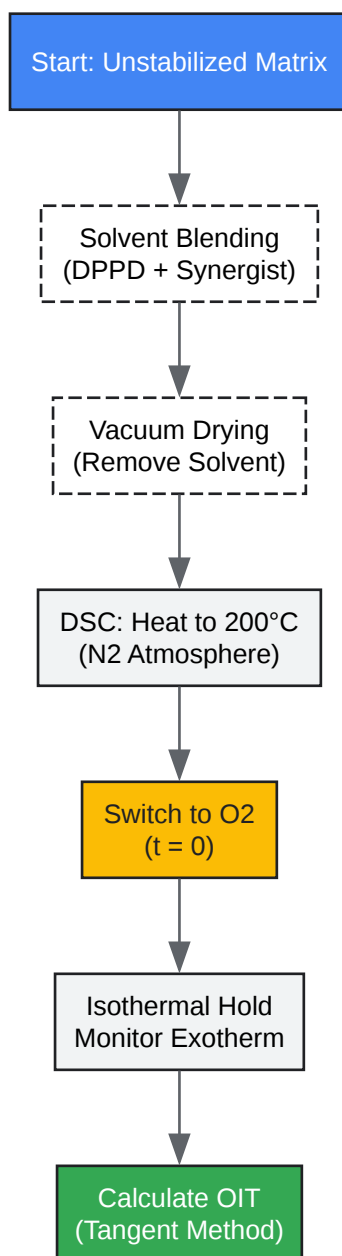 Start: Unstabilized Matrix
Solvent Blending
(DPPD + Synergist)
Vacuum Drying
(Remove Solvent)
DSC: Heat to 200°C
(N2 Atmosphere)
Switch to O2
(t = 0)
Isothermal Hold
Monitor Exotherm
Calculate OIT
(Tangent Method)